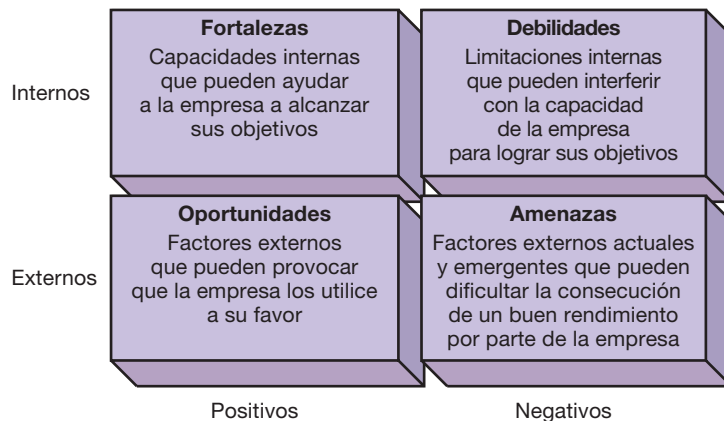 Internos
Fortalezas
Capacidades internas
que pueden ayudar
a la empresa a alcanzar
sus objetivos
Debilidades
Limitaciones internas
que pueden interferir
con la capacidad
de la empresa
para lograr sus objetivos
Externos
Oportunidades
Factores externos
que pueden provocar
que la empresa los utilice
a su favor
Amenazas
Factores externos actuales
y emergentes que pueden
dificultar la consecución
de un buen rendimiento
por parte de la empresa
Positivos
Negativos